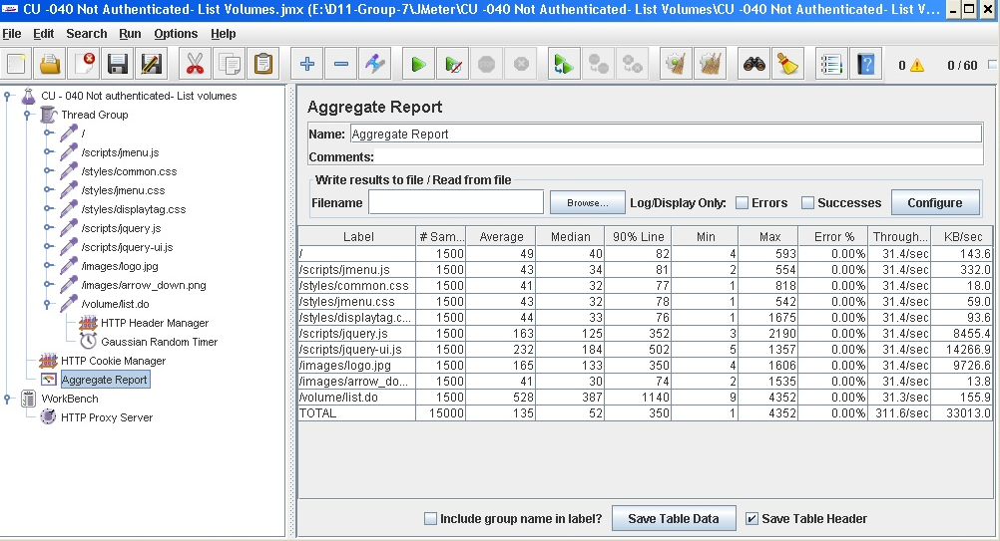 CU -040 Not Authenticated- List Volumes.jmx (E:\D11-Group-7\JMeter\CU -040 Not Authenticated- List Volumes\CU -040 Not Authenticated- List V...
File Edit Search Run Options Help
0 0 / 60
CU - 040 Not authenticated- List volumes
Thread Group
/
/scripts/jmenu.js
/styles/common.css
/styles/jmenu.css
/styles/displaytag.css
/scripts/jquery.js
/scripts/jquery-ui.js
/images/logo.jpg
/images/arrow_down.png
/volume/list.do
HTTP Header Manager
Gaussian Random Timer
HTTP Cookie Manager
Aggregate Report
WorkBench
HTTP Proxy Server
Aggregate Report
Name: Aggregate Report
Comments:
Write results to file / Read from file
Filename Browse... Log/Display Only: Errors Successes Configure
Label # Sam... Average Median 90% Line Min Max Error % Through... KB/sec
/ 1500 49 40 82 4 593 0.00% 31.4/sec 143.6
/scripts/jmenu.js 1500 43 34 81 2 554 0.00% 31.4/sec 332.0
/styles/common.css 1500 41 32 77 1 818 0.00% 31.4/sec 18.0
/styles/jmenu.css 1500 43 32 78 1 542 0.00% 31.4/sec 59.0
/styles/displaytag.c... 1500 44 33 76 1 1675 0.00% 31.4/sec 93.6
/scripts/jquery.js 1500 163 125 352 3 2190 0.00% 31.4/sec 8455.4
/scripts/jquery-ui.js 1500 232 184 502 5 1357 0.00% 31.4/sec 14266.9
/images/logo.jpg 1500 165 133 350 4 1606 0.00% 31.4/sec 9726.6
/images/arrow_do... 1500 41 30 74 2 1535 0.00% 31.4/sec 13.8
/volume/list.do 1500 528 387 1140 9 4352 0.00% 31.3/sec 155.9
TOTAL 15000 135 52 350 1 4352 0.00% 311.6/sec 33013.0
Include group name in label? Save Table Data Save Table Header